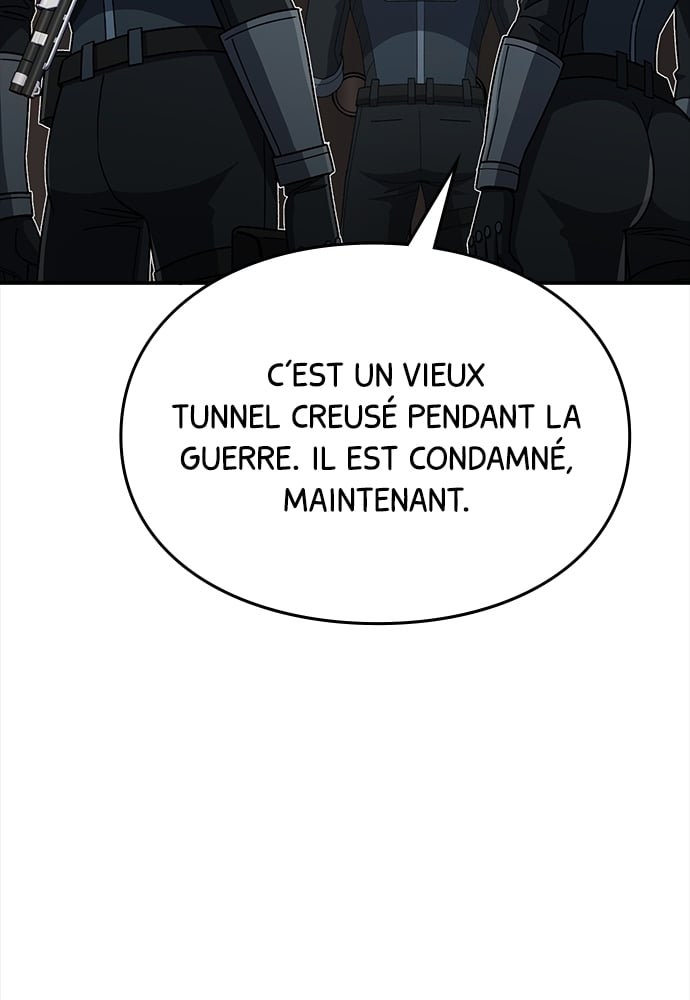 C'EST UN VIEUX
TUNNEL CREUSÉ PENDANT LA
GUERRE. IL EST CONDAMNÉ,
MAINTENANT.